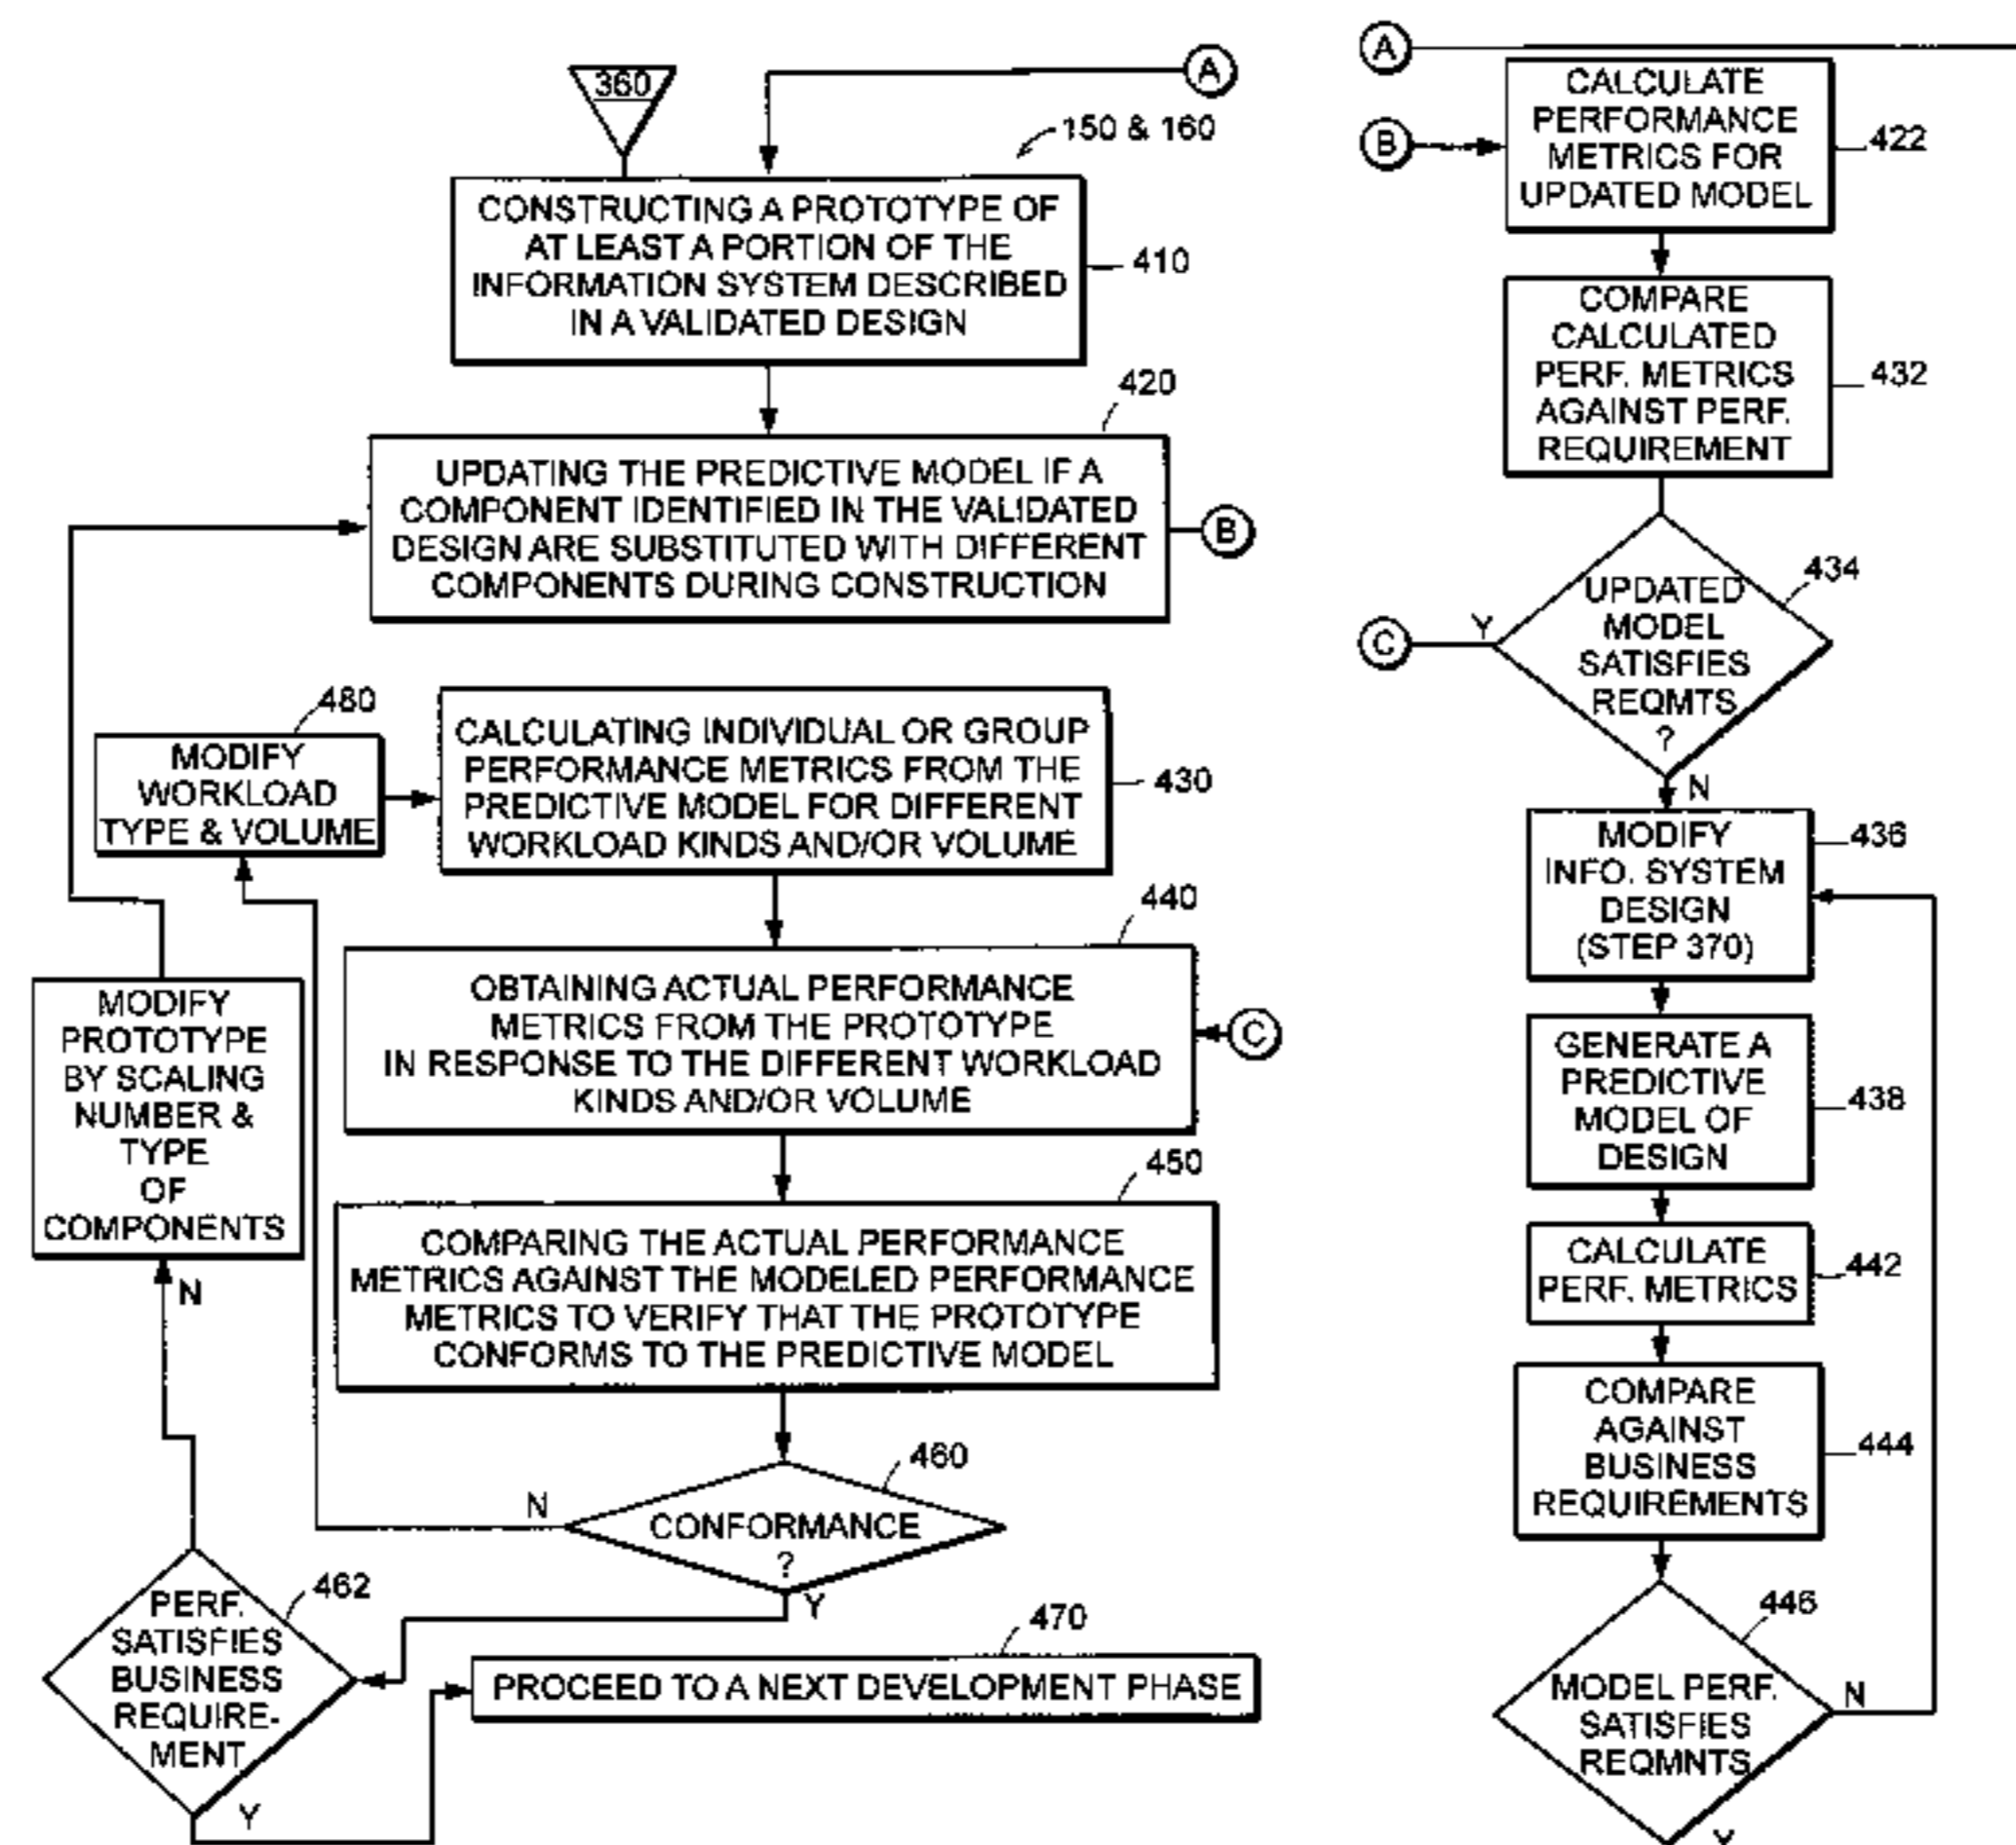 360
A
150 & 160
CONSTRUCTING A PROTOTYPE OF
AT LEAST A PORTION OF THE
INFORMATION SYSTEM DESCRIBED
IN A VALIDATED DESIGN
410
420
UPDATING THE PREDICTIVE MODEL IF A
COMPONENT IDENTIFIED IN THE VALIDATED
DESIGN ARE SUBSTITUTED WITH DIFFERENT
COMPONENTS DURING CONSTRUCTION
B
480
MODIFY
WORKLOAD
TYPE & VOLUME
CALCULATING INDIVIDUAL OR GROUP
PERFORMANCE METRICS FROM THE
PREDICTIVE MODEL FOR DIFFERENT
WORKLOAD KINDS AND/OR VOLUME
430
440
OBTAINING ACTUAL PERFORMANCE
METRICS FROM THE PROTOTYPE
IN RESPONSE TO THE DIFFERENT WORKLOAD
KINDS AND/OR VOLUME
C
MODIFY
PROTOTYPE
BY SCALING
NUMBER &
TYPE
OF
COMPONENTS
N
450
COMPARING THE ACTUAL PERFORMANCE
METRICS AGAINST THE MODELED PERFORMANCE
METRICS TO VERIFY THAT THE PROTOTYPE
CONFORMS TO THE PREDICTIVE MODEL
460
N
CONFORMANCE
?
Y
462
PERF.
SATISFIES
BUSINESS
REQUIRE-
MENT
Y
470
PROCEED TO A NEXT DEVELOPMENT PHASE
A
B
CALCULATE
PERFORMANCE
METRICS FOR
UPDATED MODEL
422
COMPARE
CALCULATED
PERF. METRICS
AGAINST PERF.
REQUIREMENT
432
434
C
Y
UPDATED
MODEL
SATISFIES
REQMTS
?
N
MODIFY
INFO. SYSTEM
DESIGN
(STEP 370)
436
GENERATE A
PREDICTIVE
MODEL OF
DESIGN
438
CALCULATE
PERF. METRICS
442
COMPARE
AGAINST
BUSINESS
REQUIREMENTS
444
446
MODEL PERF.
SATISFIES
REQMNTS
N
Y